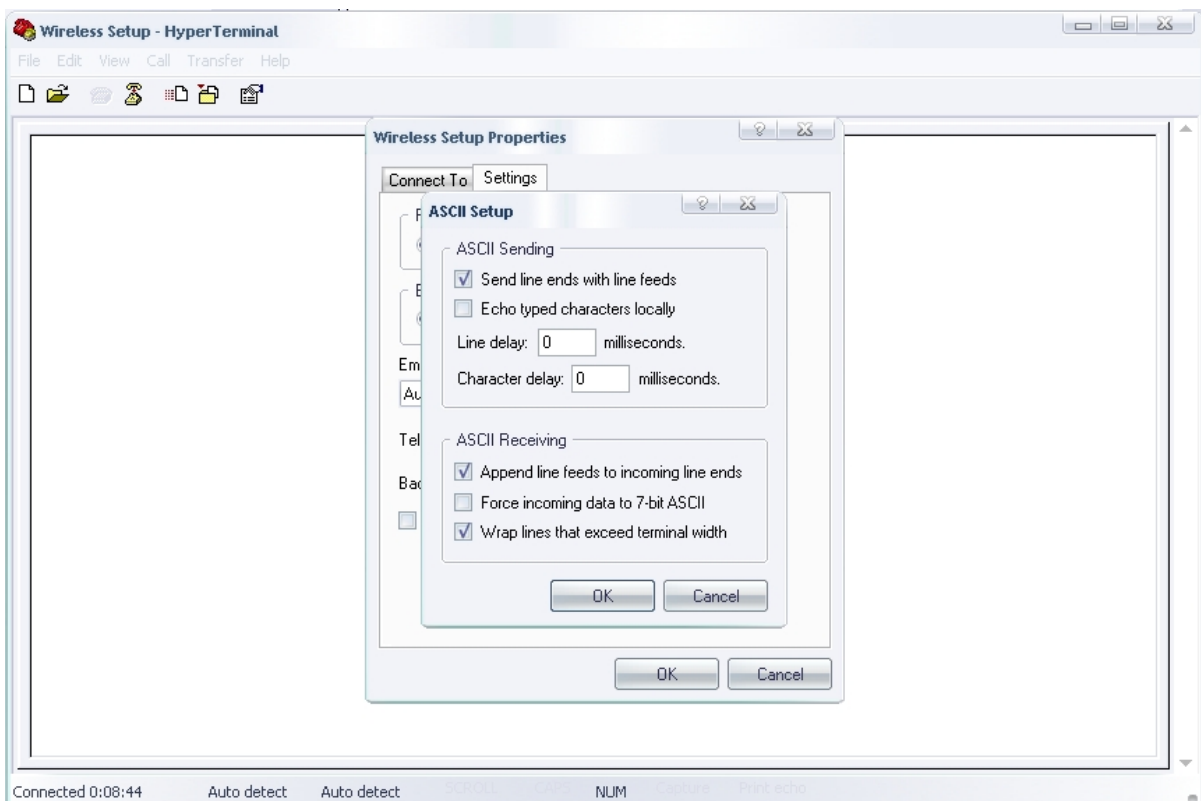 Wireless Setup - HyperTerminal
File Edit View Call Transfer Help
Wireless Setup Properties
Connect To Settings
ASCII Setup
ASCII Sending
Send line ends with line feeds
Echo typed characters locally
Line delay: 0 milliseconds.
Character delay: 0 milliseconds.
Em
Au
Tel
ASCII Receiving
Bac
Append line feeds to incoming line ends
Force incoming data to 7-bit ASCII
Wrap lines that exceed terminal width
OK Cancel
OK Cancel
Connected 0:08:44 Auto detect Auto detect SCROLL CAPS NUM Capture Print echo